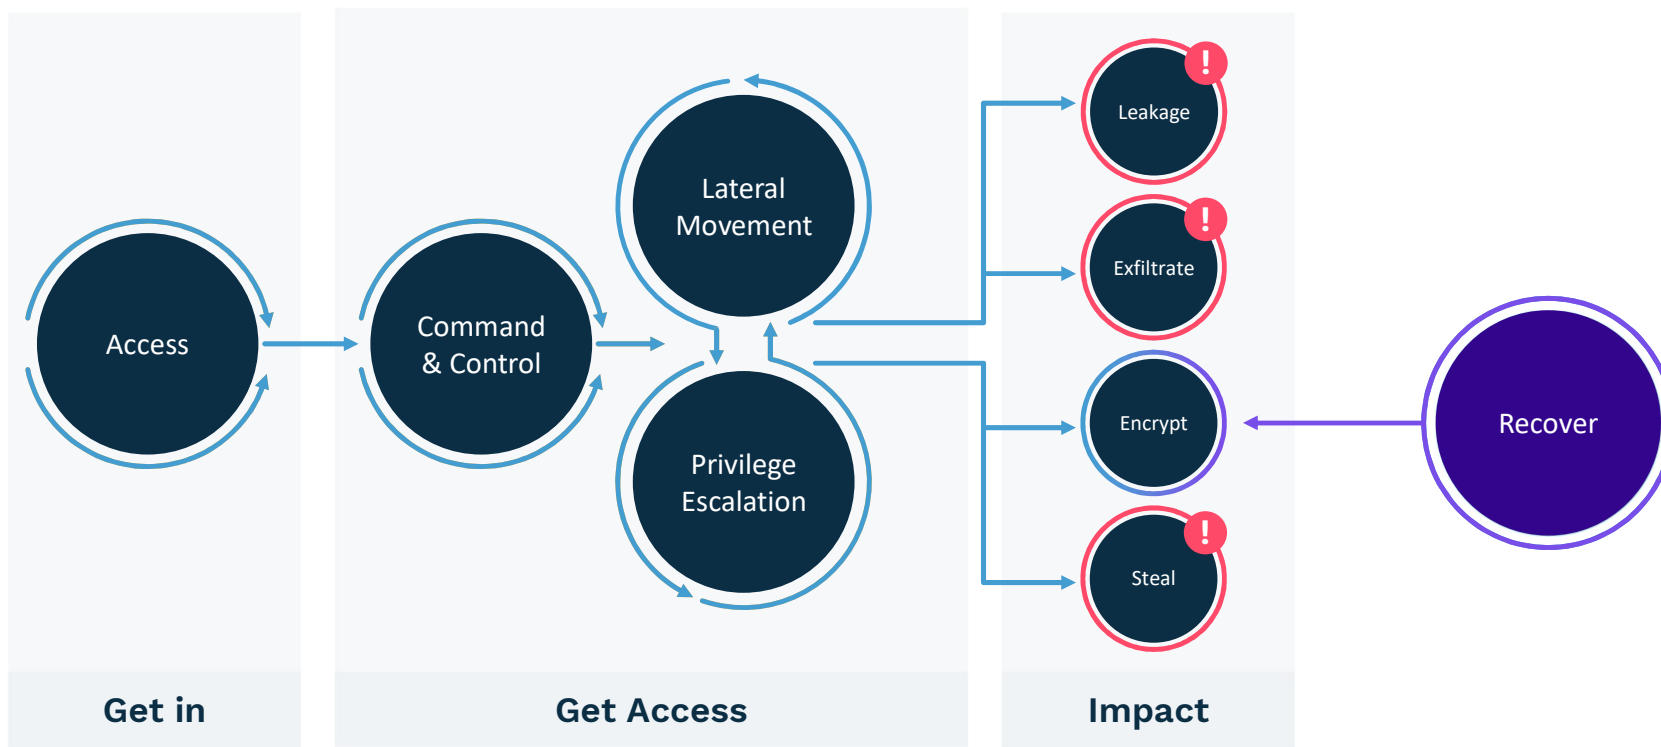 Access
Command
& Control
Lateral
Movement
Privilege
Escalation
!
Leakage
!
Exfiltrate
Encrypt
!
Steal
Recover
Get in
Get Access
Impact